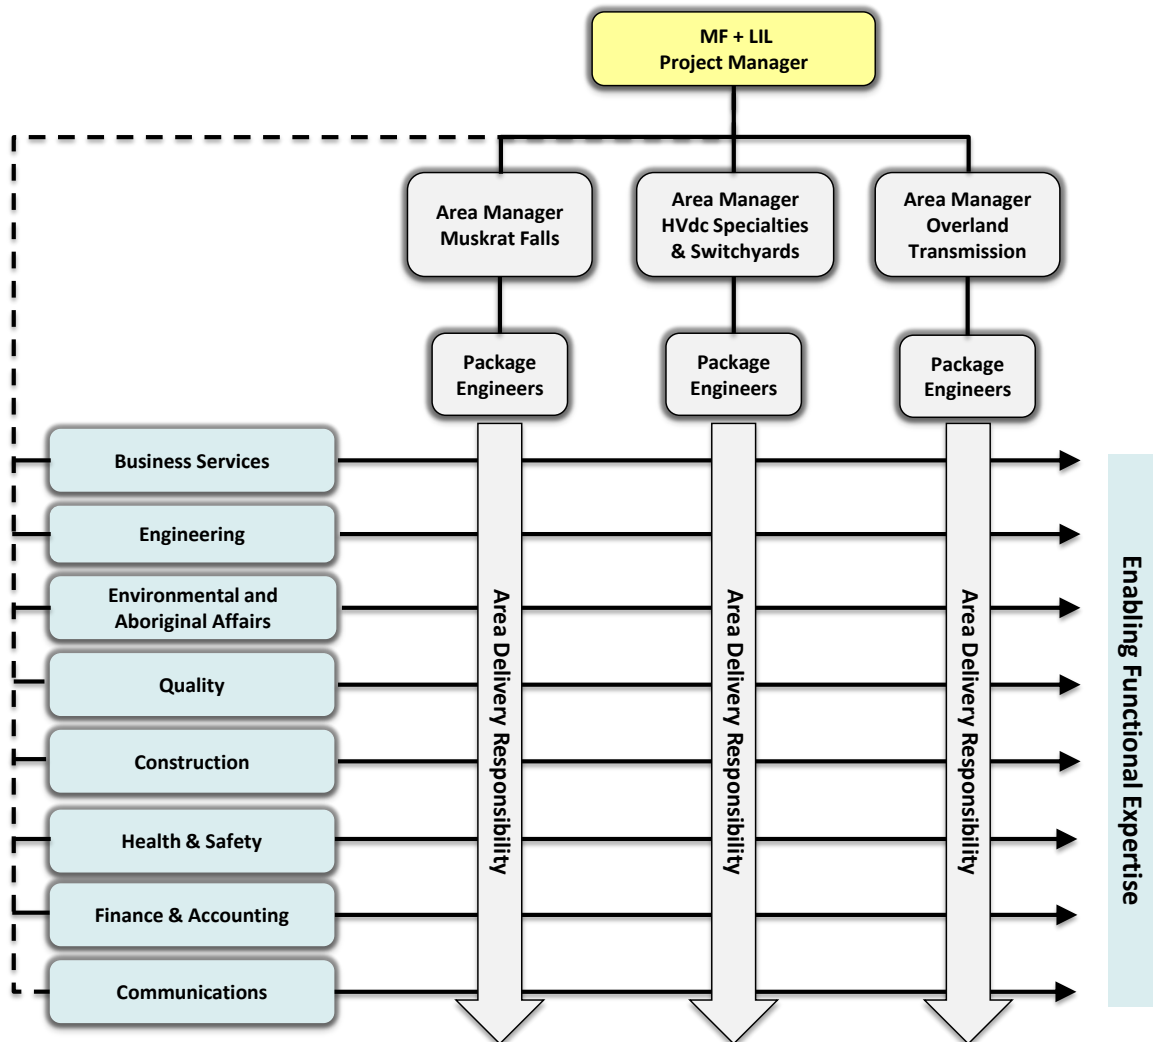 MF + LIL
Project Manager
Area Manager
Muskrat Falls
Area Manager
HVdc Specialties
& Switchyards
Area Manager
Overland
Transmission
Package
Engineers
Package
Engineers
Package
Engineers
Business Services
Engineering
Environmental and
Aboriginal Affairs
Quality
Construction
Health & Safety
Finance & Accounting
Communications
Area Delivery Responsibility
Area Delivery Responsibility
Area Delivery Responsibility
Enabling Functional Expertise